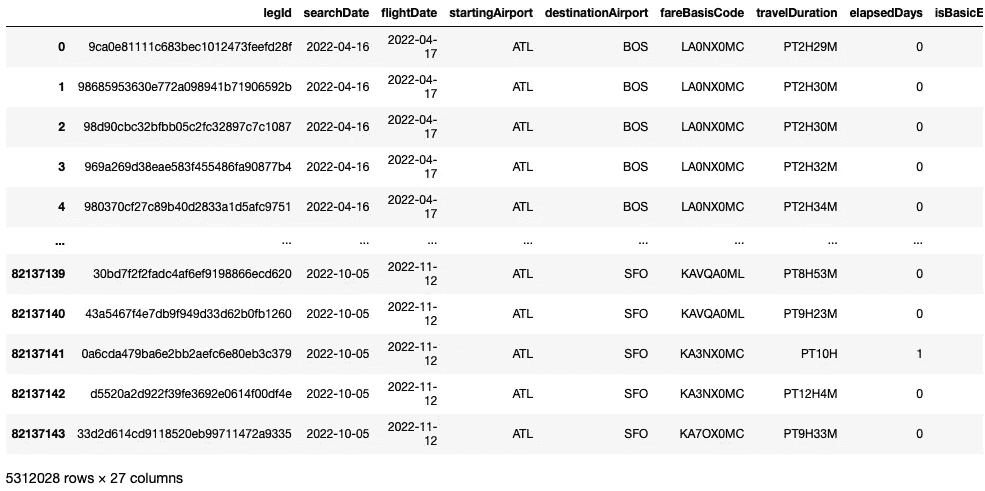 legId searchDate flightDate startingAirport destinationAirport fareBasisCode travelDuration elapsedDays isBasicE
0 9ca0e81111c683bec1012473feefd28f 2022-04-16 2022-04-
17 ATL BOS LA0NX0MC PT2H29M 0
1 98685953630e772a098941b71906592b 2022-04-16 2022-04-
17 ATL BOS LA0NX0MC PT2H30M 0
2 98d90cbc32bfbb05c2fc32897c7c1087 2022-04-16 2022-04-
17 ATL BOS LA0NX0MC PT2H30M 0
3 969a269d38eae583f455486fa90877b4 2022-04-16 2022-04-
17 ATL BOS LA0NX0MC PT2H32M 0
4 980370cf27c89b40d2833a1d5afc9751 2022-04-16 2022-04-
17 ATL BOS LA0NX0MC PT2H34M 0
... ... ... ... ... ... ... ... ...
82137139 30bd7f2f2fadc4af6ef9198866ecd620 2022-10-05 2022-11-
12 ATL SFO KAVQA0ML PT8H53M 0
82137140 43a5467f4e7db9f949d33d62b0fb1260 2022-10-05 2022-11-
12 ATL SFO KAVQA0ML PT9H23M 0
82137141 0a6cda479ba6e2bb2aefc6e80eb3c379 2022-10-05 2022-11-
12 ATL SFO KA3NX0MC PT10H 1
82137142 d5520a2d922f39fe3692e0614f00df4e 2022-10-05 2022-11-
12 ATL SFO KA3NX0MC PT12H4M 0
82137143 33d2d614cd9118520eb99711472a9335 2022-10-05 2022-11-
12 ATL SFO KA7OX0MC PT9H33M 0
5312028 rows × 27 columns